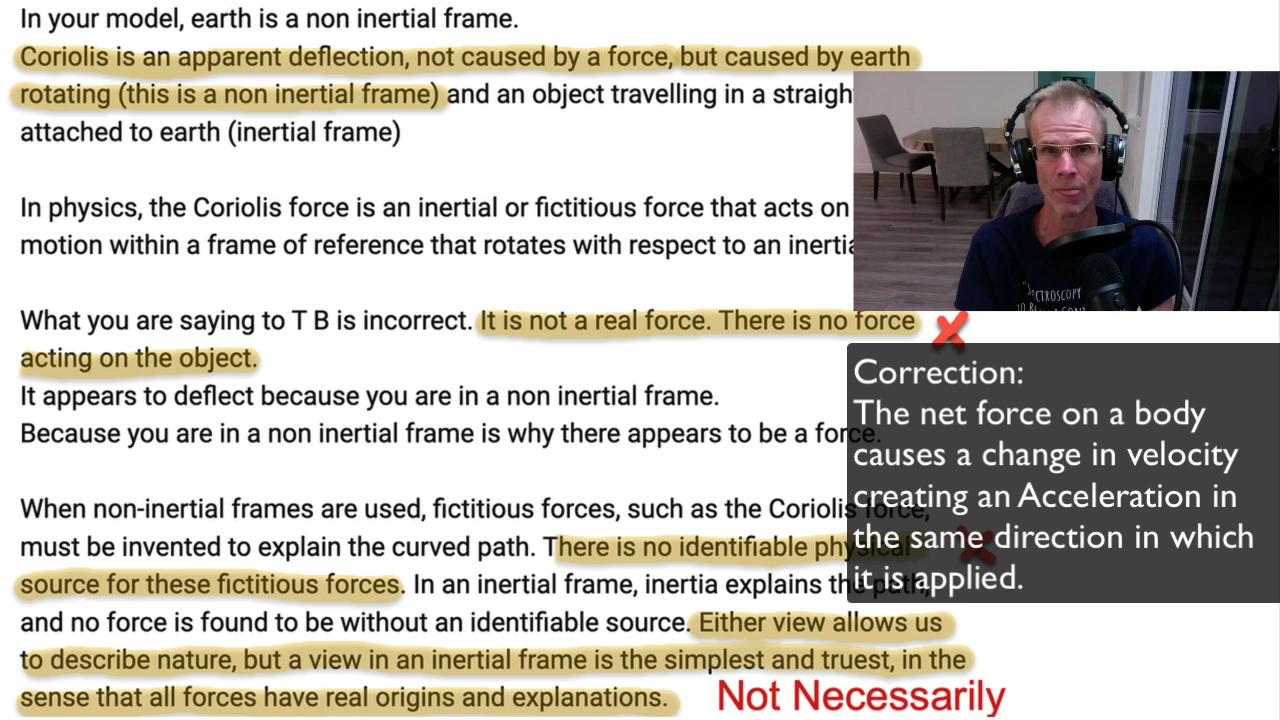 In your model, earth is a non inertial frame.
Coriolis is an apparent deflection, not caused by a force, but caused by earth
rotating (this is a non inertial frame) and an object travelling in a straight
attached to earth (inertial frame)
In physics, the Coriolis force is an inertial or fictitious force that acts on
motion within a frame of reference that rotates with respect to an
What you are saying to T B is incorrect. It is not a real force. There is no force
acting on the object.
It appears to deflect because you are in a non inertial frame.
Because you are in a non inertial frame is why there appears to be a force.
When non-inertial frames are used, fictitious forces, such as the Coriolis force,
must be invented to explain the curved path. There is no identifiable physical
source for these fictitious forces. In an inertial frame, inertia explains the path,
and no force is found to be without an identifiable source. Either view allows us
to describe nature, but a view in an inertial frame is the simplest and truest, in the
sense that all forces have real origins and explanations.
Not Necessarily
Correction:
The net force on a body
causes a change in velocity
creating an Acceleration in
the same direction in which
it is applied.
SPECTROSCOPY